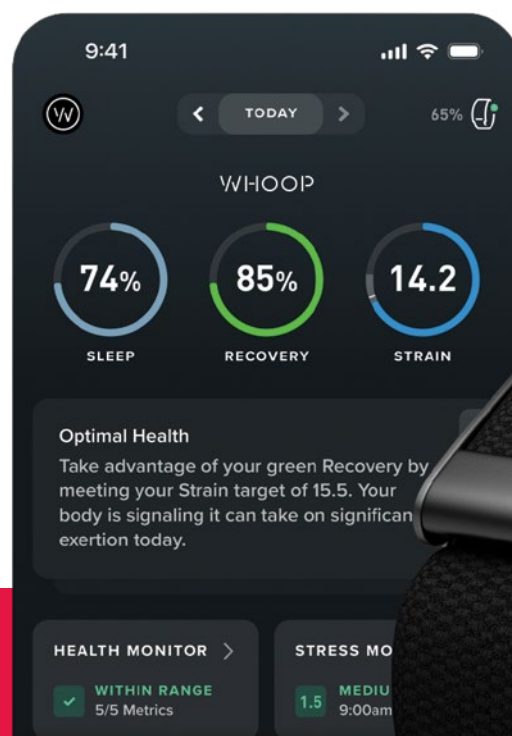 9:41
W
TODAY
65%
WHOOP
74%
85%
14.2
SLEEP
RECOVERY
STRAIN
Optimal Health
Take advantage of your green Recovery by
meeting your Strain target of 15.5. Your
body is signaling it can take on
exertion today.
HEALTH MONITOR
STRESS
WITHIN RANGE
5/5 Metrics
1.5
9:00am